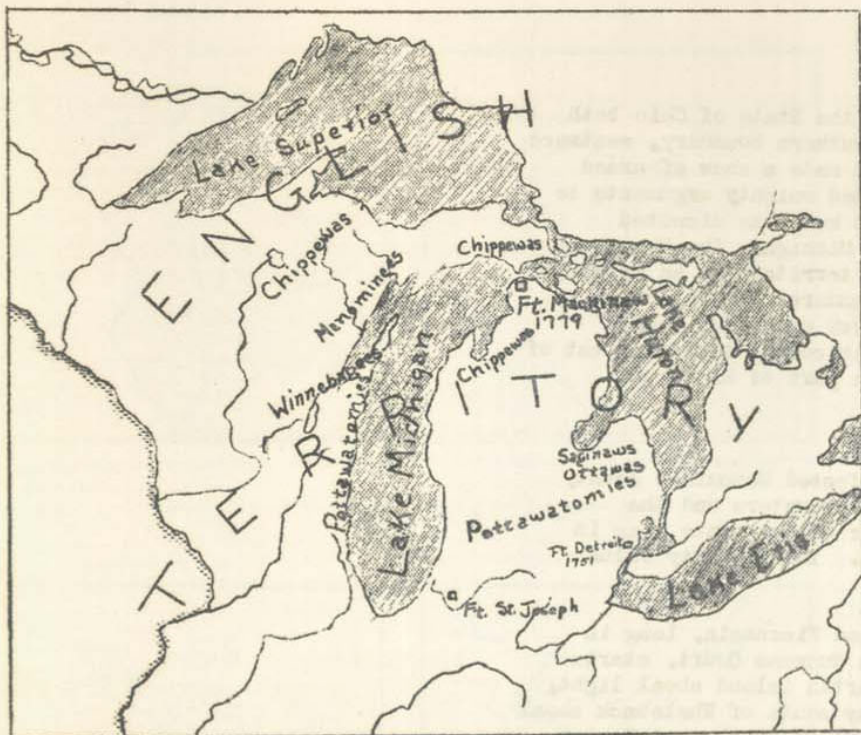 ENGLISH
TERRITORY
Lake Superior
Chippewas
Chippewas
Menominees
Ft. Mackinaw
1779
Lake Huron
Chippewas
Winnebagoes
Pottawatomies
Lake Michigan
Saginaws
Ottawas
Pottawatomies
Ft. Detroit
1751
Lake Erie
Ft. St. Joseph